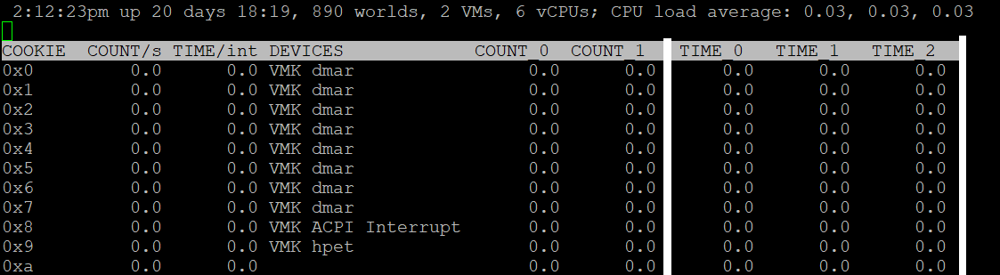 2:12:23pm up 20 days 18:19, 890 worlds, 2 VMs, 6 vCPUs; CPU load average: 0.03, 0.03, 0.03
COOKIE COUNT/s TIME/int DEVICES COUNT_0 COUNT_1 TIME_0 TIME_1 TIME_2
0x0 0.0 0.0 VMK dmar 0.0 0.0 0.0 0.0 0.0
0x1 0.0 0.0 VMK dmar 0.0 0.0 0.0 0.0 0.0
0x2 0.0 0.0 VMK dmar 0.0 0.0 0.0 0.0 0.0
0x3 0.0 0.0 VMK dmar 0.0 0.0 0.0 0.0 0.0
0x4 0.0 0.0 VMK dmar 0.0 0.0 0.0 0.0 0.0
0x5 0.0 0.0 VMK dmar 0.0 0.0 0.0 0.0 0.0
0x6 0.0 0.0 VMK dmar 0.0 0.0 0.0 0.0 0.0
0x7 0.0 0.0 VMK dmar 0.0 0.0 0.0 0.0 0.0
0x8 0.0 0.0 VMK ACPI Interrupt 0.0 0.0 0.0 0.0 0.0
0x9 0.0 0.0 VMK hpet 0.0 0.0 0.0 0.0 0.0
0xa 0.0 0.0 0.0 0.0 0.0 0.0 0.0